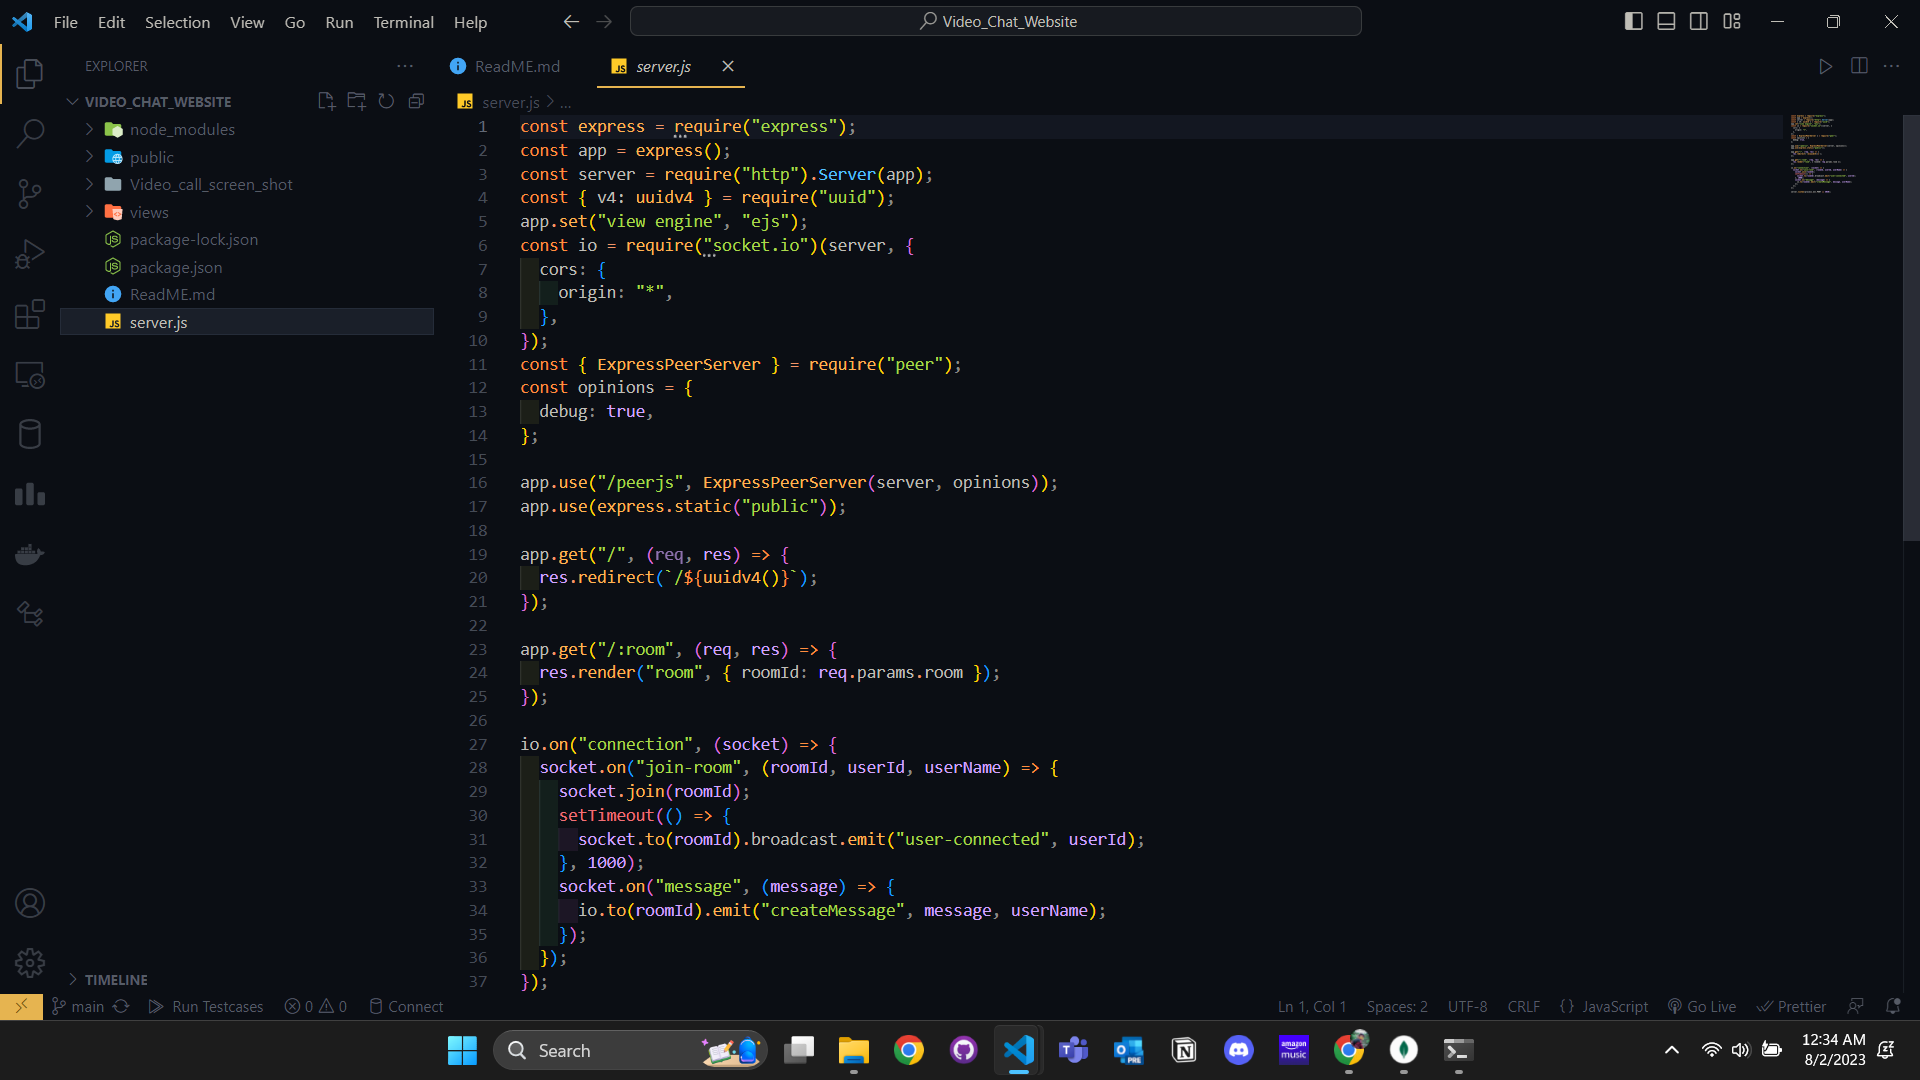 File Edit Selection View Go Run Terminal Help
Video_Chat_Website
EXPLORER
ReadME.md
server.js
VIDEO_CHAT_WEBSITE
node_modules
public
Video_call_screen_shot
views
package-lock.json
package.json
ReadME.md
server.js
TIMELINE
server.js > ...
1 const express = require("express");
2 const app = express();
3 const server = require("http").Server(app);
4 const { v4: uuidv4 } = require("uuid");
5 app.set("view engine", "ejs");
6 const io = require("socket.io")(server, {
7 cors: {
8 origin: "*",
9 },
10 });
11 const { ExpressPeerServer } = require("peer");
12 const opinions = {
13 debug: true,
14 };
15
16 app.use("/peerjs", ExpressPeerServer(server, opinions));
17 app.use(express.static("public"));
18
19 app.get("/", (req, res) => {
20 res.redirect(`/${uuidv4()}`);
21 });
22
23 app.get("/:room", (req, res) => {
24 res.render("room", { roomId: req.params.room });
25 });
26
27 io.on("connection", (socket) => {
28 socket.on("join-room", (roomId, userId, userName) => {
29 socket.join(roomId);
30 setTimeout(() => {
31 socket.to(roomId).broadcast.emit("user-connected", userId);
32 }, 1000);
33 socket.on("message", (message) => {
34 io.to(roomId).emit("createMessage", message, userName);
35 });
36 });
37 });
main Run Testcases 0 0 Connect Ln 1, Col 1 Spaces: 2 UTF-8 CRLF {} JavaScript Go Live Prettier
Search
PRE
amazon music
12:34 AM
8/2/2023